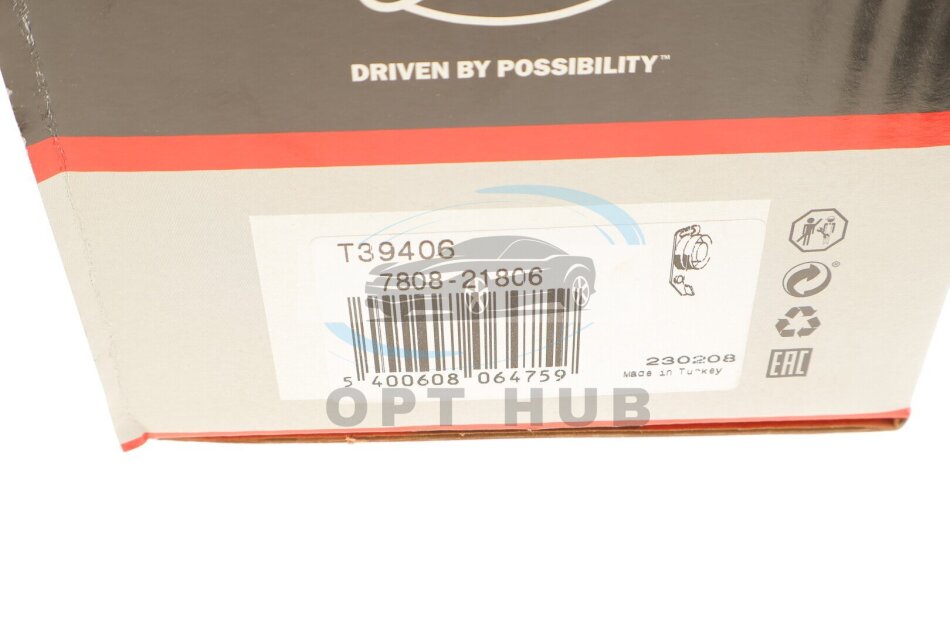 DRIVEN BY POSSIBILITY™
T39406
7808-21806
5 400608 064759
230208
Made in Turkey
EAC
OPT HUB